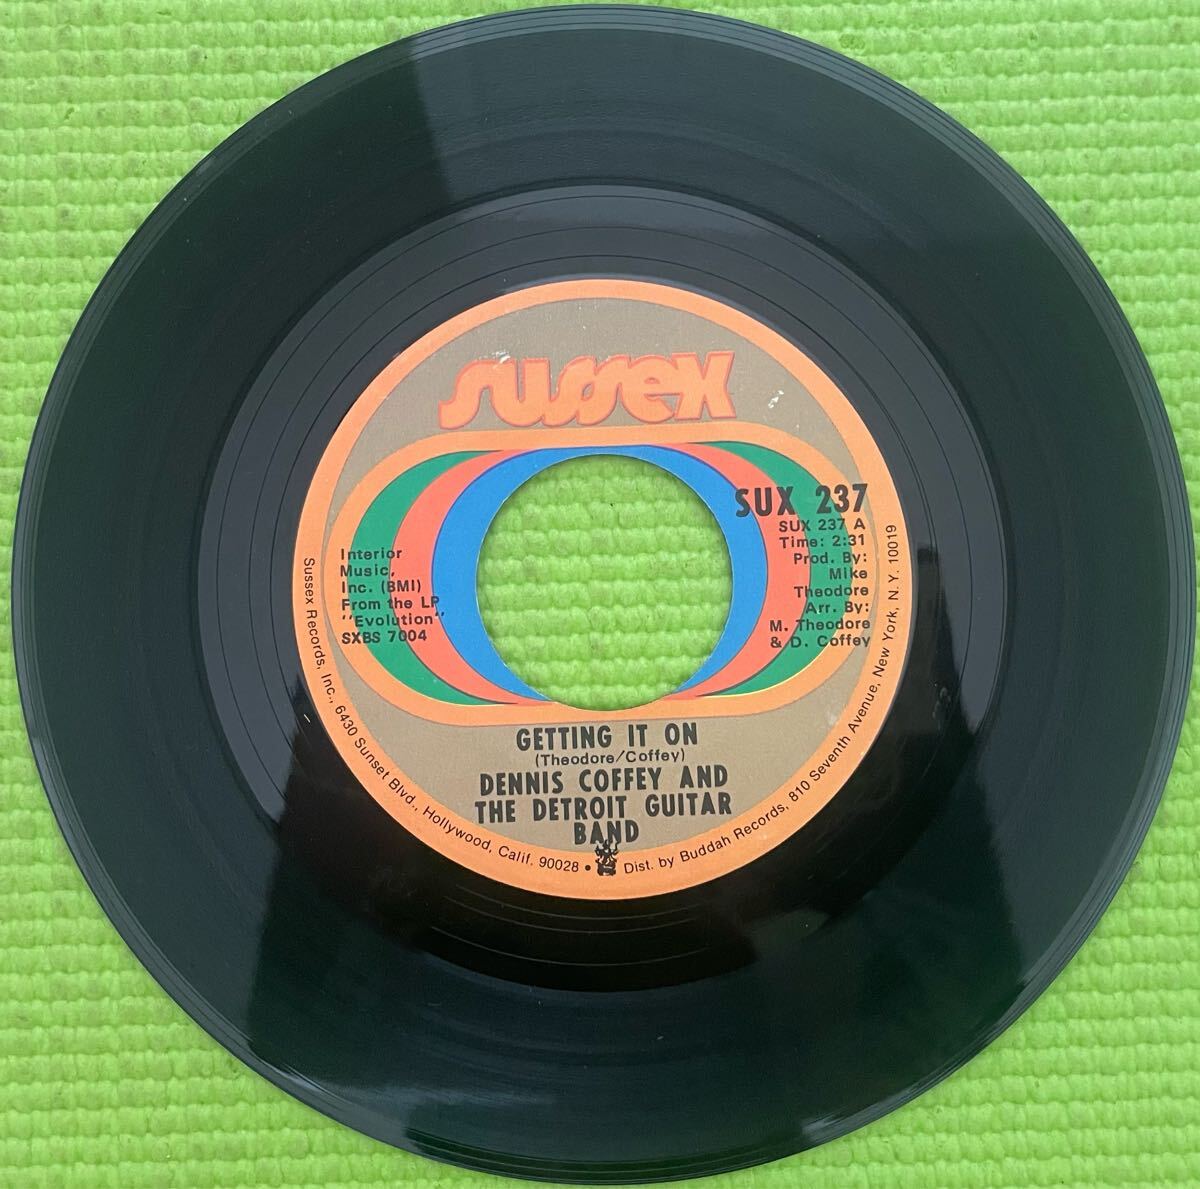 sussex
SUX 237
SUX 237 A
Time: 2:31
Prod. By:
Mike
Theodore
Arr. By:
M. Theodore
& D. Coffey
Interior
Music,
Inc. (BMI)
From the LP
"Evolution"
SXBS 7004
GETTING IT ON
(Theodore/Coffey)
DENNIS COFFEY AND
THE DETROIT GUITAR
BAND
Sussex Records, Inc., 6430 Sunset Blvd., Hollywood, Calif. 90028 • Dist. by Buddah Records, 810 Seventh Avenue, New York, N.Y. 10019